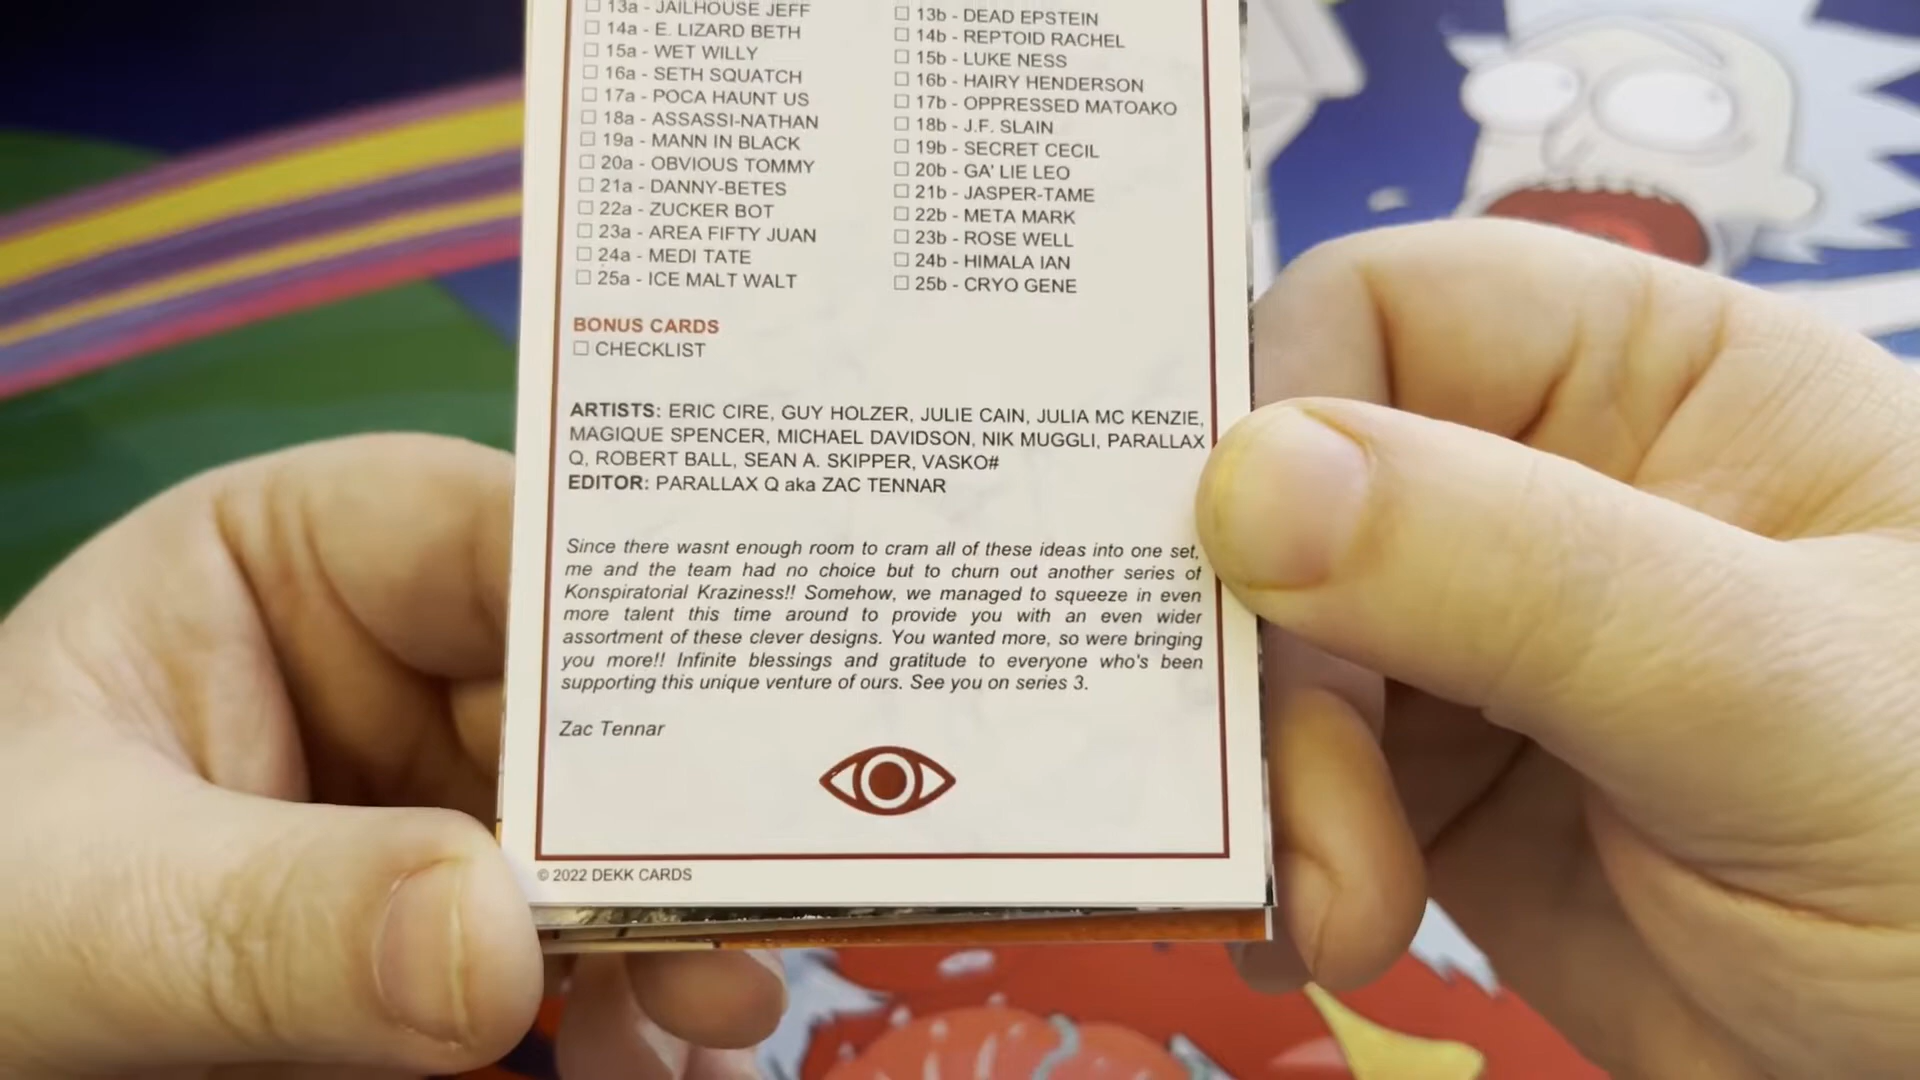 13a - JAILHOUSE JEFF
14a - E. LIZARD BETH
15a - WET WILLY
16a - SETH SQUATCH
17a - POCA HAUNT US
18a - ASSASSI-NATHAN
19a - MANN IN BLACK
20a - OBVIOUS TOMMY
21a - DANNY-BETES
22a - ZUCKER BOT
23a - AREA FIFTY JUAN
24a - MEDI TATE
25a - ICE MALT WALT
13b - DEAD EPSTEIN
14b - REPTOID RACHEL
15b - LUKE NESS
16b - HAIRY HENDERSON
17b - OPPRESSED MATOAKO
18b - J.F. SLAIN
19b - SECRET CECIL
20b - GA' LIE LEO
21b - JASPER-TAME
22b - META MARK
23b - ROSE WELL
24b - HIMALA IAN
25b - CRYO GENE
BONUS CARDS
CHECKLIST
ARTISTS: ERIC CIRE, GUY HOLZER, JULIE CAIN, JULIA MC KENZIE,
MAGIQUE SPENCER, MICHAEL DAVIDSON, NIK MUGGLI, PARALLAX
Q, ROBERT BALL, SEAN A. SKIPPER, VASKO#
EDITOR: PARALLAX Q aka ZAC TENNAR
Since there wasnt enough room to cram all of these ideas into one set,
me and the team had no choice but to churn out another series of
Konspiratorial Kraziness!! Somehow, we managed to squeeze in even
more talent this time around to provide you with an even wider
assortment of these clever designs. You wanted more, so were bringing
you more!! Infinite blessings and gratitude to everyone who's been
supporting this unique venture of ours. See you on series 3.
Zac Tennar
© 2022 DEKK CARDS